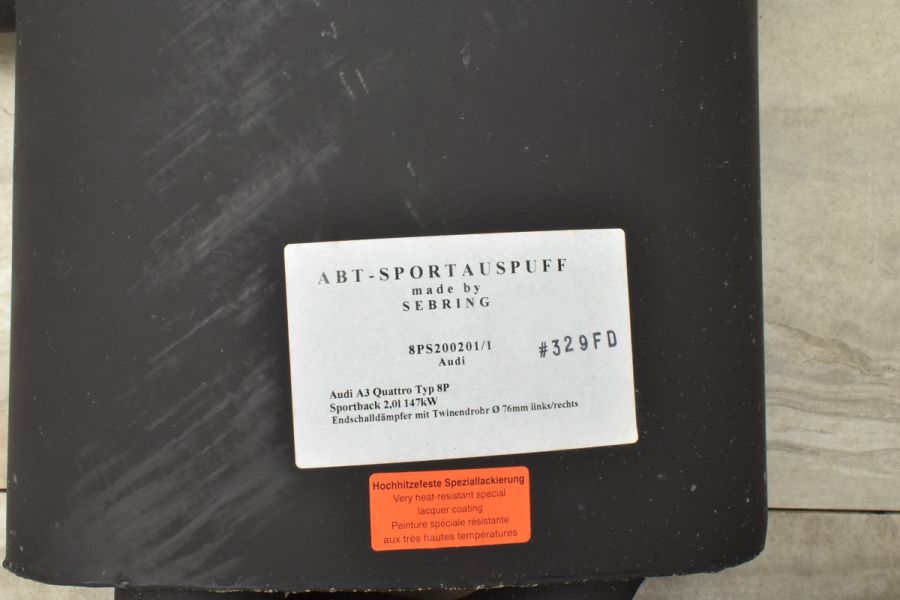 ABT-SPORTAUSPUFF
made by
SEBRING
8PS200201/1
#329FD
Audi
Audi A3 Quattro Typ 8P
Sportback 2,0l 147kW
Endschalldämpfer mit Twinendrohr Ø 76mm links/rechts
Hochhitzefeste Speziallackierung
Very heat-resistant special
lacquer coating
Peinture spéciale résistante
aux très hautes températures